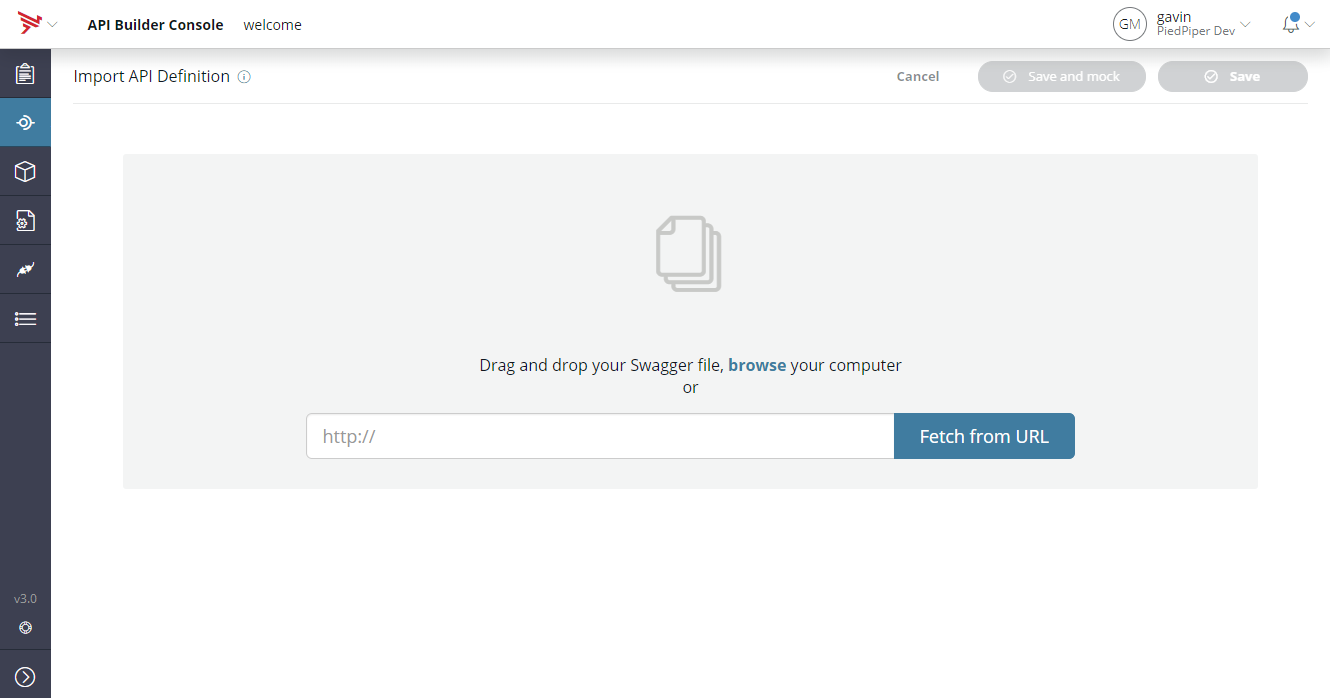 API Builder Console welcome
GM gavin
PiedPiper Dev
Import API Definition
Cancel
Save and mock
Save
Drag and drop your Swagger file, browse your computer
or
http://
Fetch from URL
v3.0